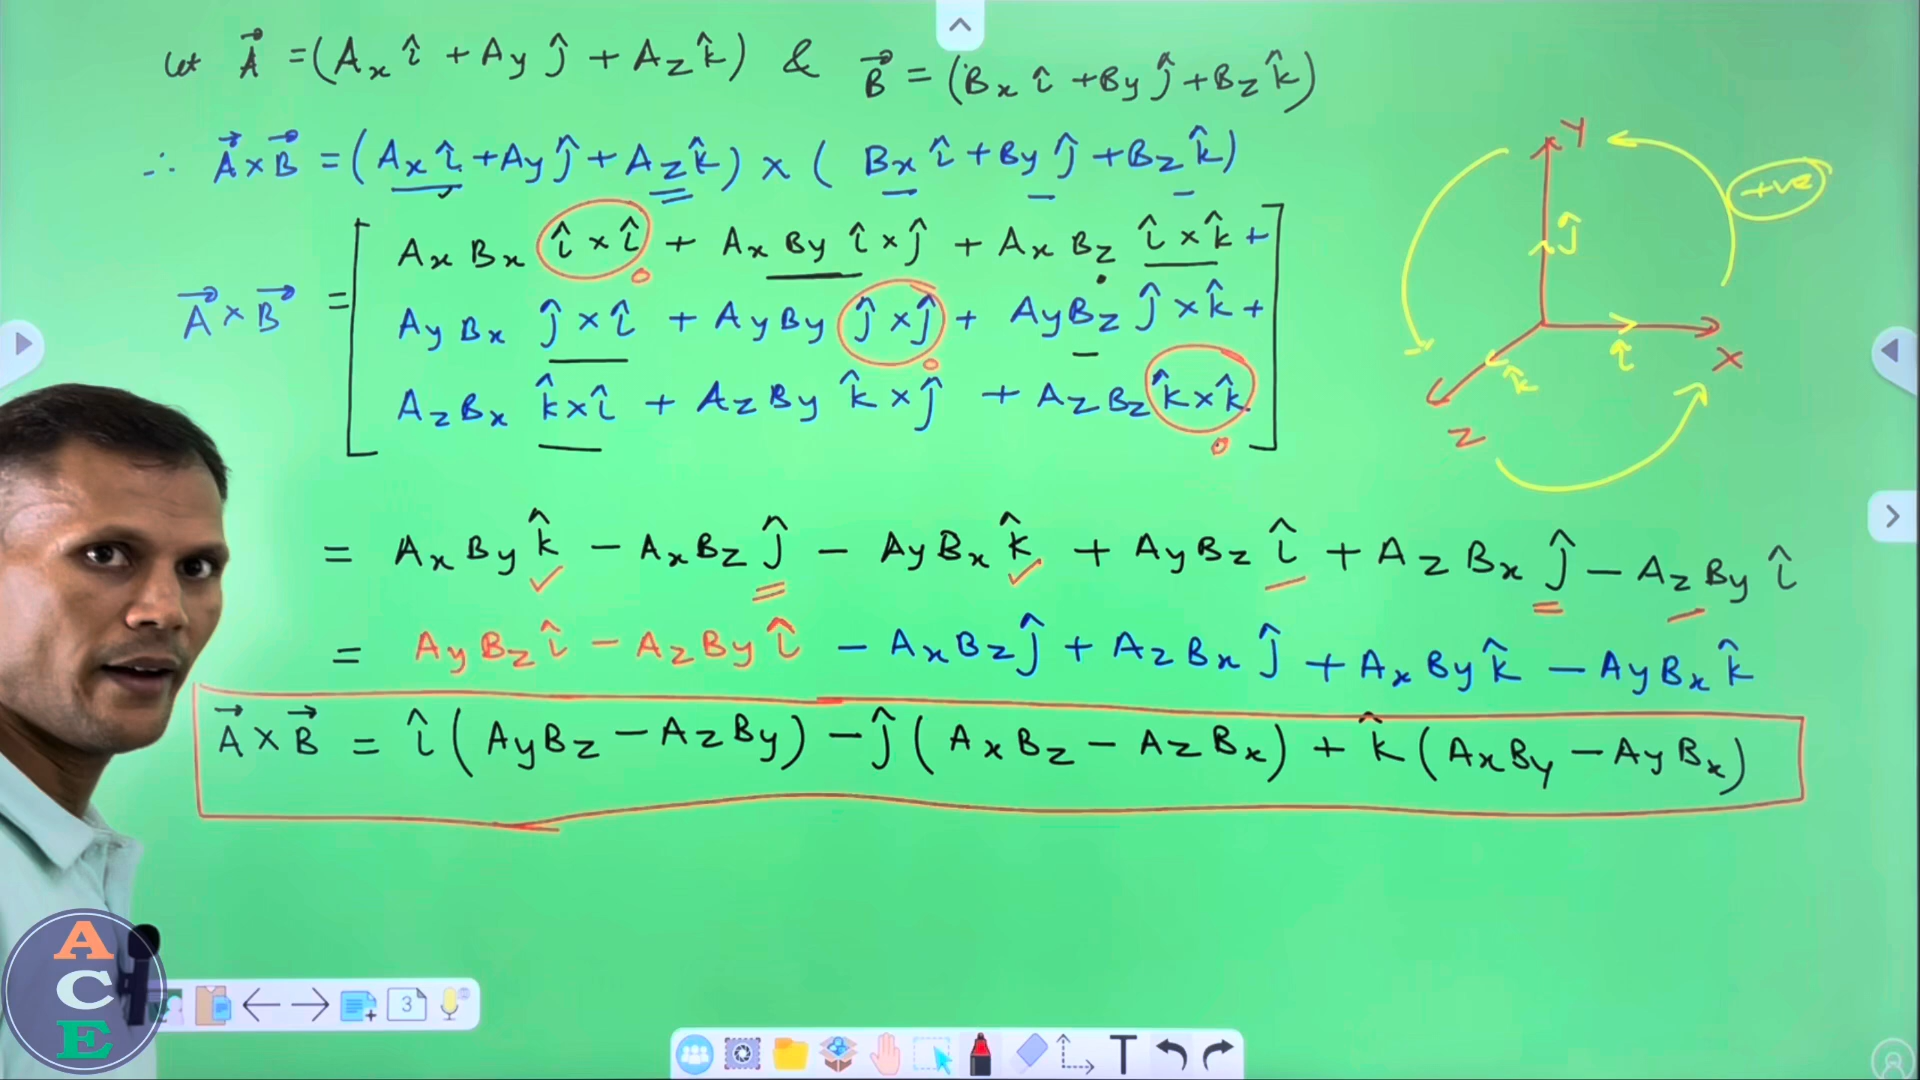 let A⃗ = (Aₓ î + Ay ĵ + Az k̂) & B⃗ = (Bx î + By ĵ + Bz k̂)
∴ A⃗ × B⃗ = (Ax î + Ay ĵ + Az k̂) × (Bx î + By ĵ + Bz k̂)
A⃗ × B⃗ =
Ax Bx î × î + Ax By î × ĵ + Ax Bz î × k̂ +
0
Ay Bx ĵ × î + Ay By ĵ × ĵ + Ay Bz ĵ × k̂ +
0
Az Bx k̂ × î + Az By k̂ × ĵ + Az Bz k̂ × k̂
0
Y
+ve
ĵ
î
X
k̂
Z
= Ax By k̂ − Ax Bz ĵ − Ay Bx k̂ + Ay Bz î + Az Bx ĵ − Az By î
= Ay Bz î − Az By î − Ax Bz ĵ + Az Bx ĵ + Ax By k̂ − Ay Bx k̂
A⃗ × B⃗ = î (Ay Bz − Az By) − ĵ (Ax Bz − Az Bx) + k̂ (Ax By − Ay Bx)
A
C
E
3
T